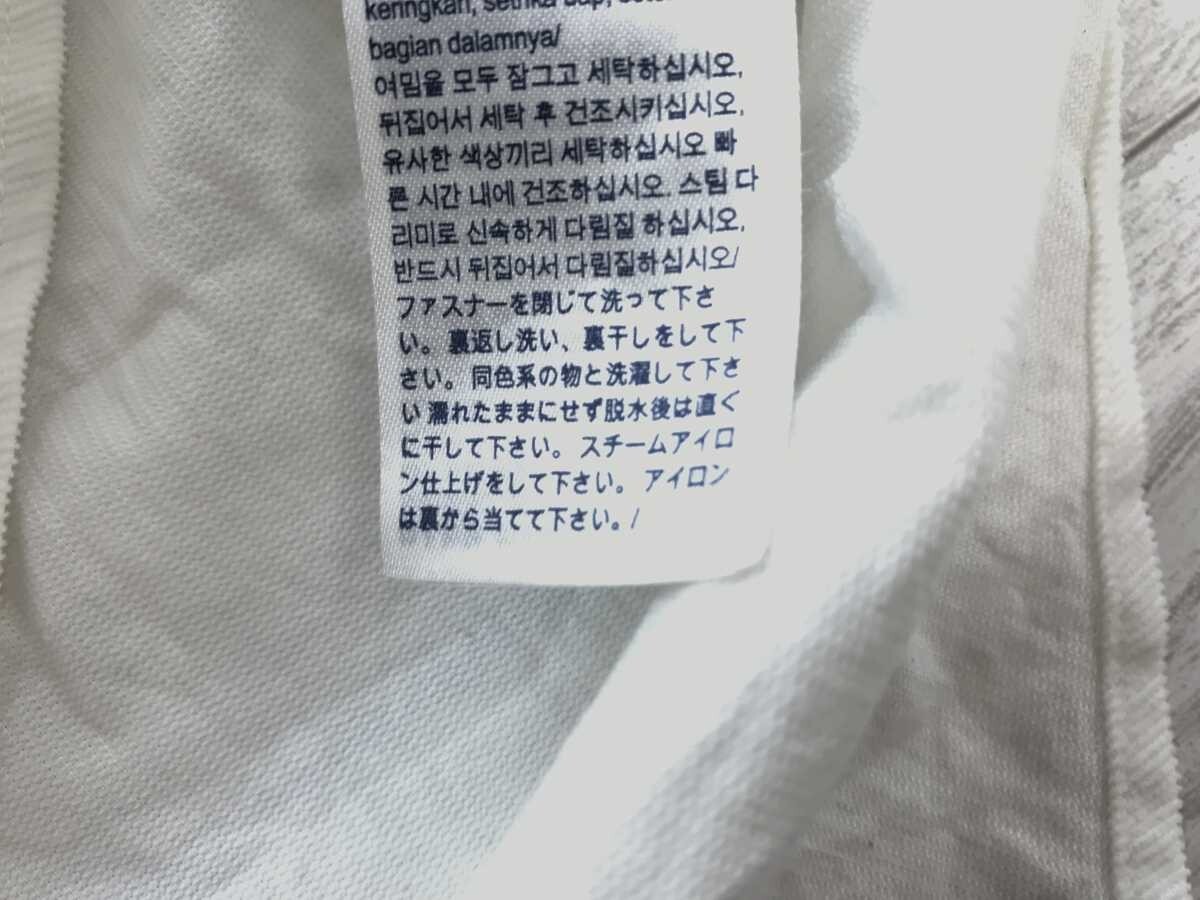 keringkan, setrika uap,
bagian dalamnya/
여밈을 모두 잠그고 세탁하십시오,
뒤집어서 세탁 후 건조시키십시오,
유사한 색상끼리 세탁하십시오 빠
른 시간 내에 건조하십시오. 스팀 다
리미로 신속하게 다림질 하십시오,
반드시 뒤집어서 다림질하십시오/
ファスナーを閉じて洗って下さ
い。裏返し洗い、裏干しをして下
さい。同色系の物と洗濯して下さ
い 濡れたままにせず脱水後は直ぐ
に干して下さい。スチームアイロ
ン仕上げをして下さい。アイロン
は裏から当てて下さい。/